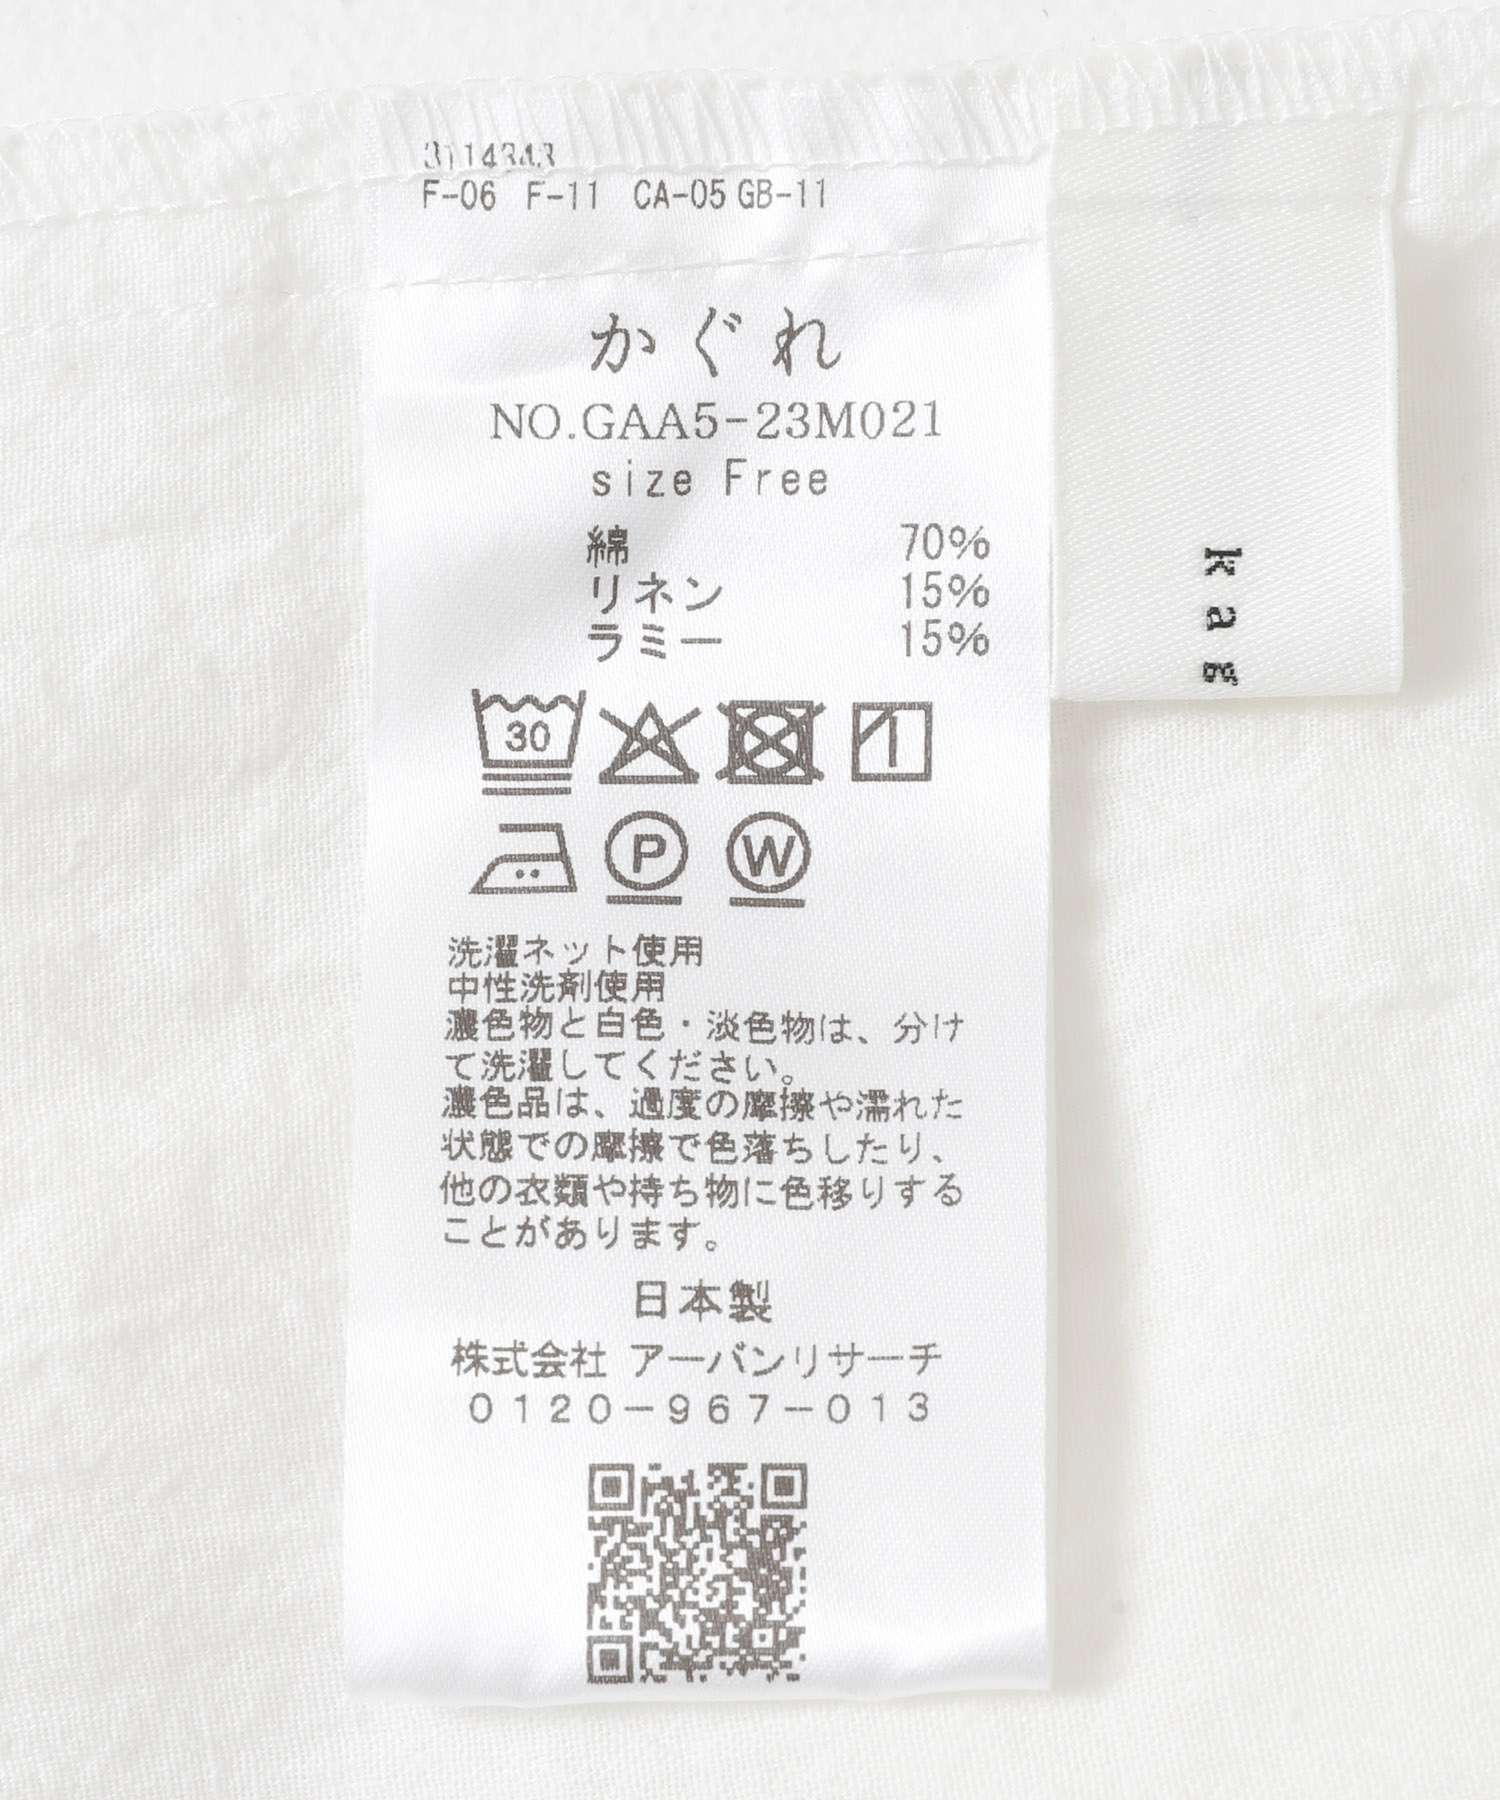 F-06 F-11 CA-05 GB-11
かぐれ
NO.GAA5-23M021
size Free
綿 70%
リネン 15%
ラミー 15%
30
P W
洗濯ネット使用
中性洗剤使用
濃色物と白色・淡色物は、分け
て洗濯してください。
濃色品は、過度の摩擦や濡れた
状態での摩擦で色落ちしたり、
他の衣類や持ち物に色移りする
ことがあります。
日本製
株式会社 アーバンリサーチ
0120-967-013
kag